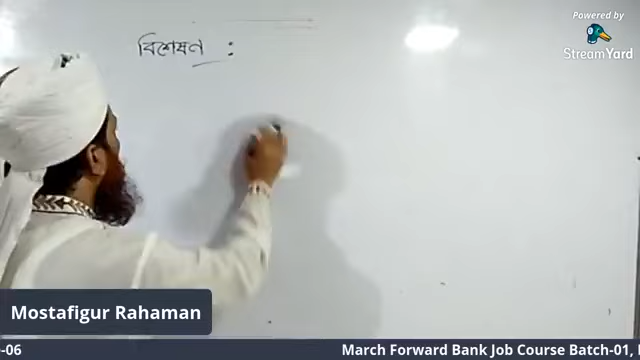 Powered by
StreamYard
বিশেষন :
Mostafigur Rahaman
-06 March Forward Bank Job Course Batch-01,